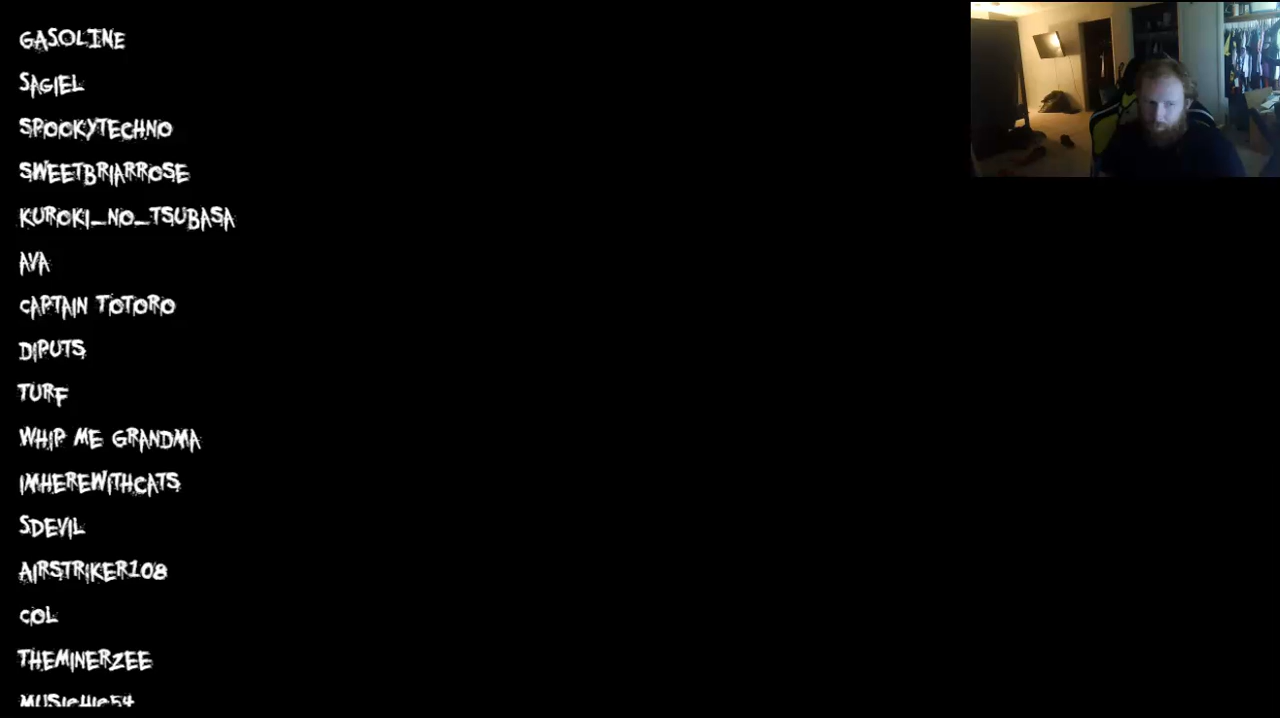 GASOLINE
SAGIEL
SPOOKYTECHNO
SWEETBRIARROSE
KUROKI_NO_TSUBASA
AVA
CAPTAIN TOTORO
DIPUTS
TURF
WHIP ME GRANDMA
IMHEREWITHCATS
SDEVIL
AIRSTRIKER108
COL
THEMINERZEE